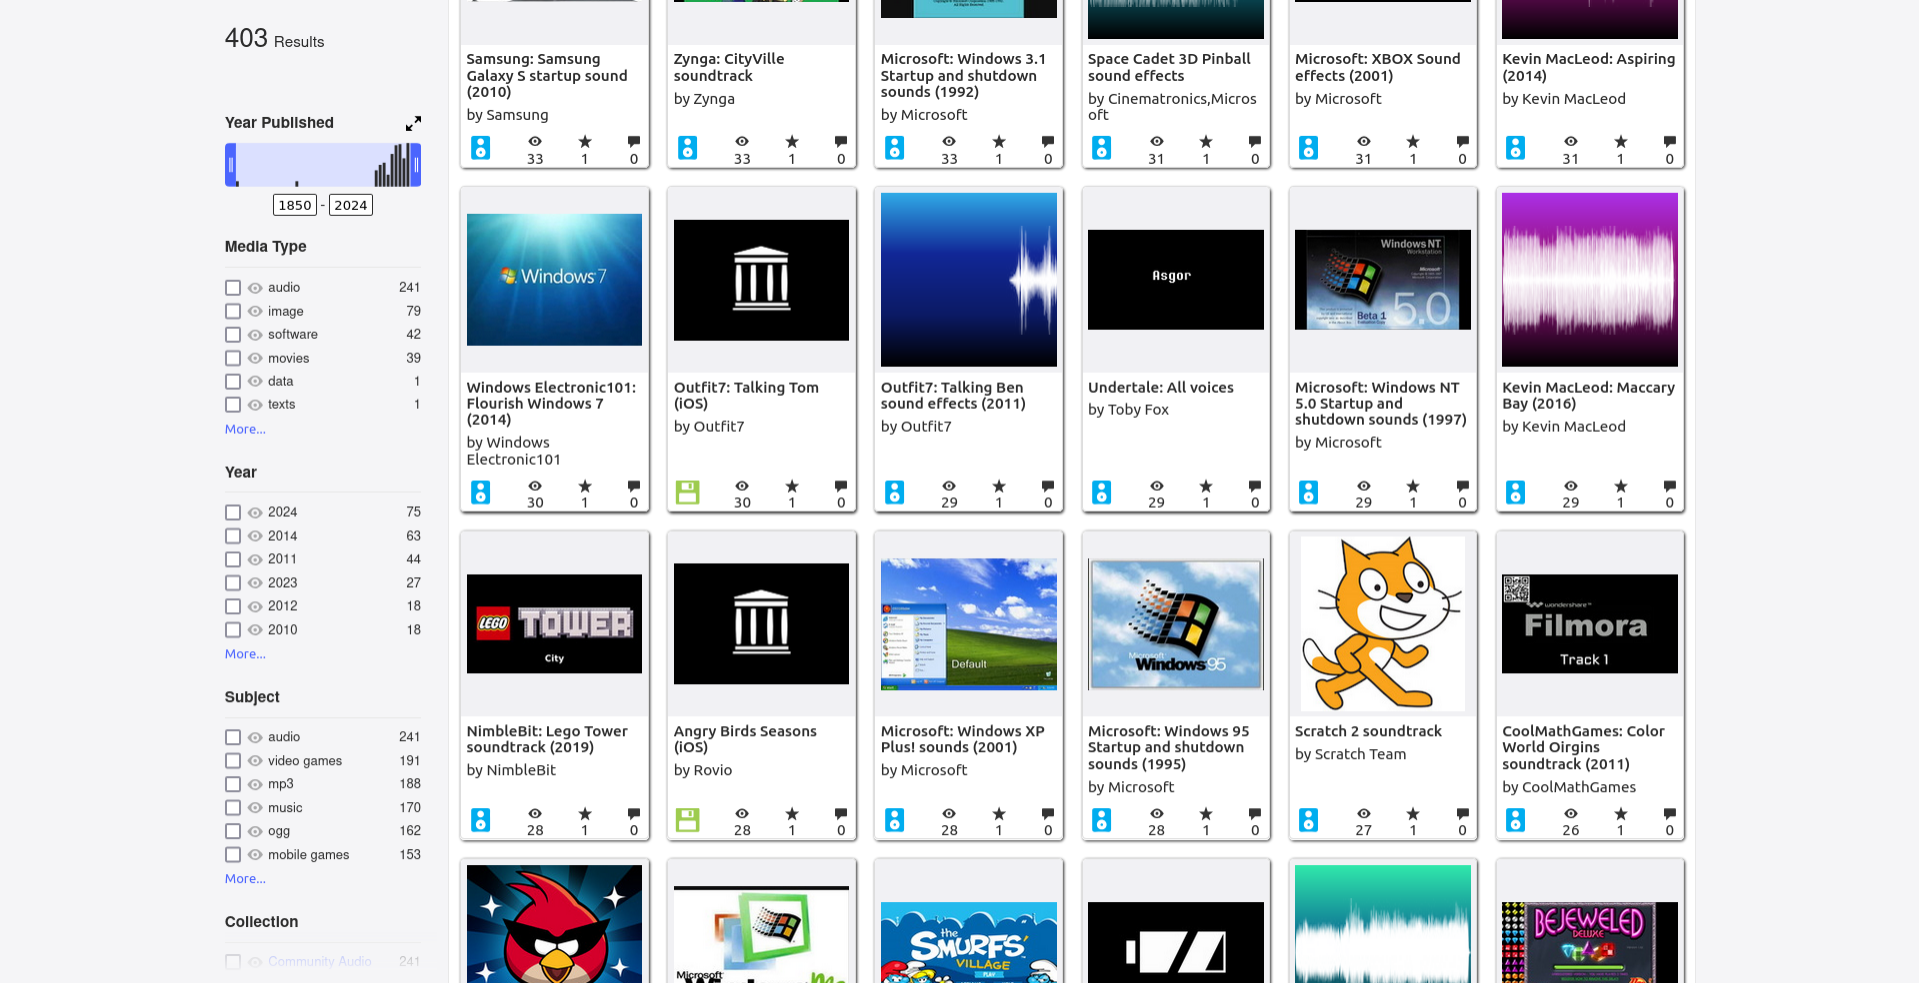 403 Results
Year Published
1850 - 2024
Media Type
audio 241
image 79
software 42
movies 39
data 1
texts 1
More...
Year
2024 75
2014 63
2011 44
2023 27
2012 18
2010 18
More...
Subject
audio 241
video games 191
mp3 188
music 170
ogg 162
mobile games 153
More...
Collection
Community Audio 241
Samsung: Samsung
Galaxy S startup sound
(2010)
by Samsung
33 1 0
Zynga: CityVille
soundtrack
by Zynga
33 1 0
Microsoft: Windows 3.1
Startup and shutdown
sounds (1992)
by Microsoft
33 1 0
Space Cadet 3D Pinball
sound effects
by Cinematronics,Micros
oft
31 1 0
Microsoft: XBOX Sound
effects (2001)
by Microsoft
31 1 0
Kevin MacLeod: Aspiring
(2014)
by Kevin MacLeod
31 1 0
Windows 7
Windows Electronic101:
Flourish Windows 7
(2014)
by Windows
Electronic101
30 1 0
Outfit7: Talking Tom
(iOS)
by Outfit7
30 1 0
Outfit7: Talking Ben
sound effects (2011)
by Outfit7
29 1 0
Asgor
Undertale: All voices
by Toby Fox
29 1 0
Windows NT
Workstation
Microsoft
5.0
Beta 1
Microsoft: Windows NT
5.0 Startup and
shutdown sounds (1997)
by Microsoft
29 1 0
Kevin MacLeod: Maccary
Bay (2016)
by Kevin MacLeod
29 1 0
LEGO TOWER
City
NimbleBit: Lego Tower
soundtrack (2019)
by NimbleBit
28 1 0
Angry Birds Seasons
(iOS)
by Rovio
28 1 0
Default
Microsoft: Windows XP
Plus! sounds (2001)
by Microsoft
28 1 0
Microsoft
Windows 95
Microsoft: Windows 95
Startup and shutdown
sounds (1995)
by Microsoft
28 1 0
Scratch 2 soundtrack
by Scratch Team
27 1 0
wondershare™
Filmora
Track 1
CoolMathGames: Color
World Oirgins
soundtrack (2011)
by CoolMathGames
26 1 0
Microsoft
Windows Me
the
SMURFS'
VILLAGE
PLAY
BEJEWELED
DELUXE